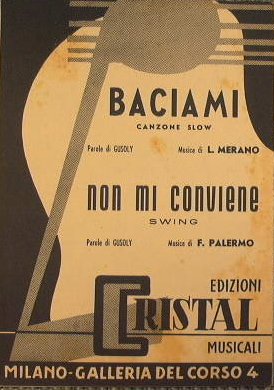 BACIAMI
CANZONE SLOW
Parole di GUSOLY Musica di L. MERANO
NON MI CONVIENE
SWING
Parole di GUSOLY Musica di F. PALERMO
EDIZIONI
CRISTAL
MUSICALI
MILANO-GALLERIA DEL CORSO 4